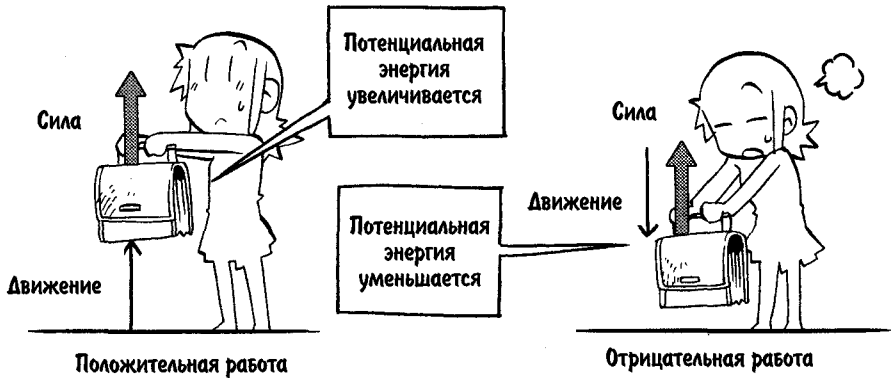 Потенциальная
энергия
увеличивается
Сила
Движение
Положительная работа
Потенциальная
энергия
уменьшается
Сила
Движение
Отрицательная работа